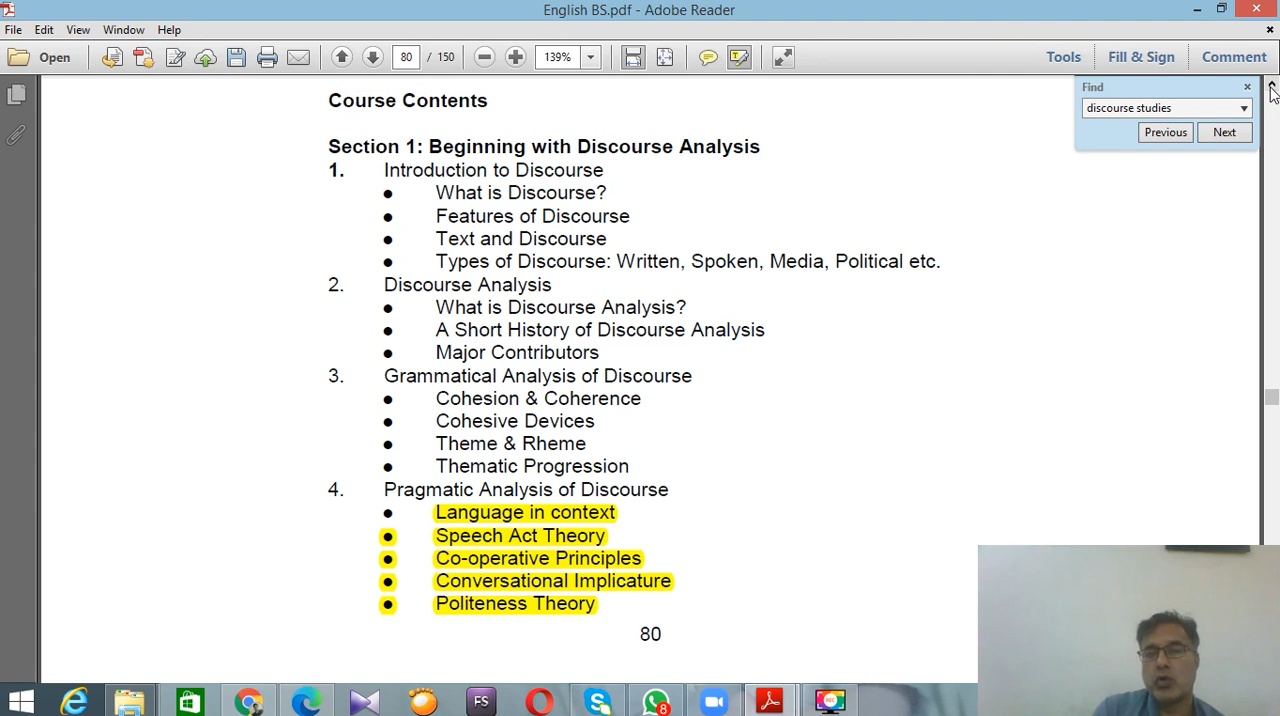 English BS.pdf - Adobe Reader
File Edit View Window Help
Open 80 / 150 139% Tools Fill & Sign Comment
Find
discourse studies
Previous Next
Course Contents
Section 1: Beginning with Discourse Analysis
1. Introduction to Discourse
● What is Discourse?
● Features of Discourse
● Text and Discourse
● Types of Discourse: Written, Spoken, Media, Political etc.
2. Discourse Analysis
● What is Discourse Analysis?
● A Short History of Discourse Analysis
● Major Contributors
3. Grammatical Analysis of Discourse
● Cohesion & Coherence
● Cohesive Devices
● Theme & Rheme
● Thematic Progression
4. Pragmatic Analysis of Discourse
● Language in context
● Speech Act Theory
● Co-operative Principles
● Conversational Implicature
● Politeness Theory
80
FS
8